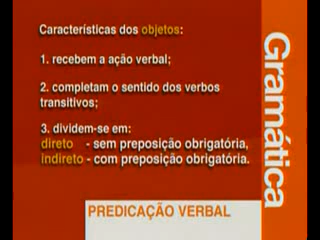 Características dos objetos:
1. recebem a ação verbal;
2. completam o sentido dos verbos
transitivos;
3. dividem-se em:
direto - sem preposição obrigatória,
indireto - com preposição obrigatória.
PREDICAÇÃO VERBAL
Gramática